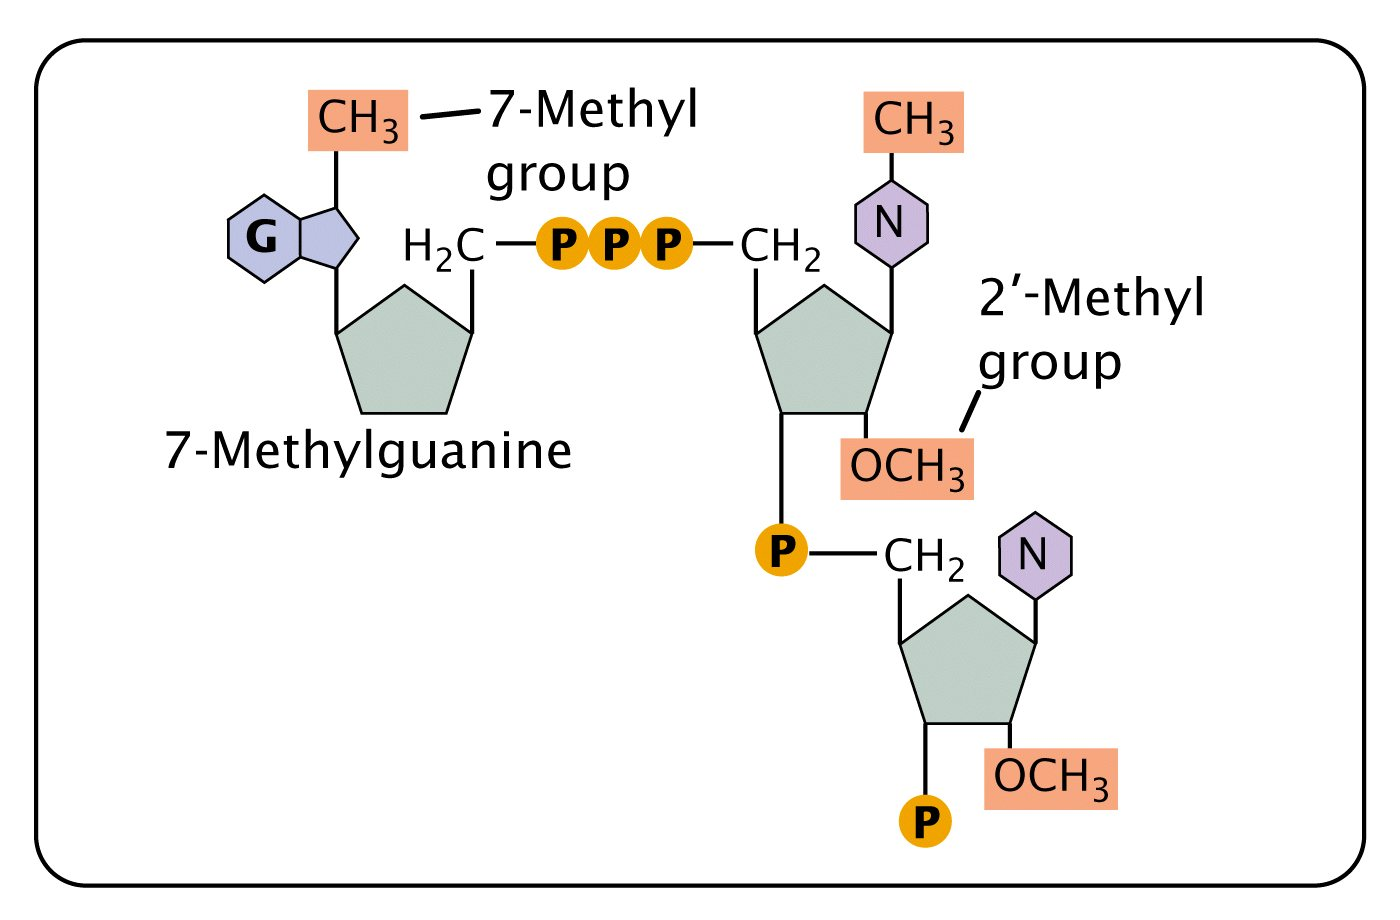 CH₃
7-Methyl
group
CH₃
G
H₂C
P P P
CH₂
N
2′-Methyl
group
7-Methylguanine
OCH₃
P
CH₂
N
OCH₃
P